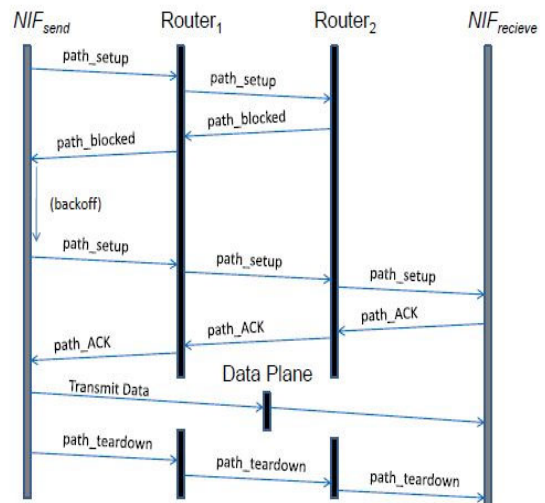 NIFsend Router1 Router2 NIFrecieve
path_setup
path_setup
path_blocked
path_blocked
(backoff)
path_setup
path_setup
path_setup
path_ACK
path_ACK
path_ACK
Data Plane
Transmit Data
path_teardown
path_teardown
path_teardown